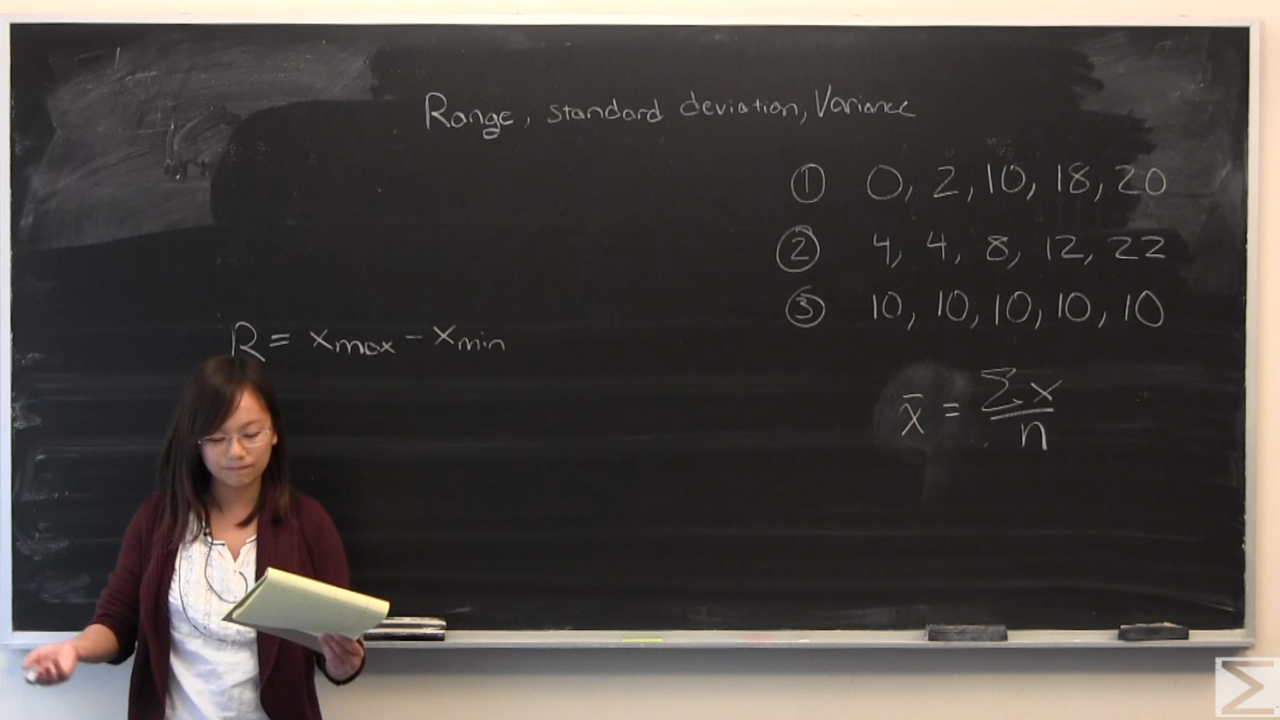 Range, standard deviation, Variance
① 0, 2, 10, 18, 20
② 4, 4, 8, 12, 22
③ 10, 10, 10, 10, 10
R = xmax - xmin
x̄ = Σx/n
Σ